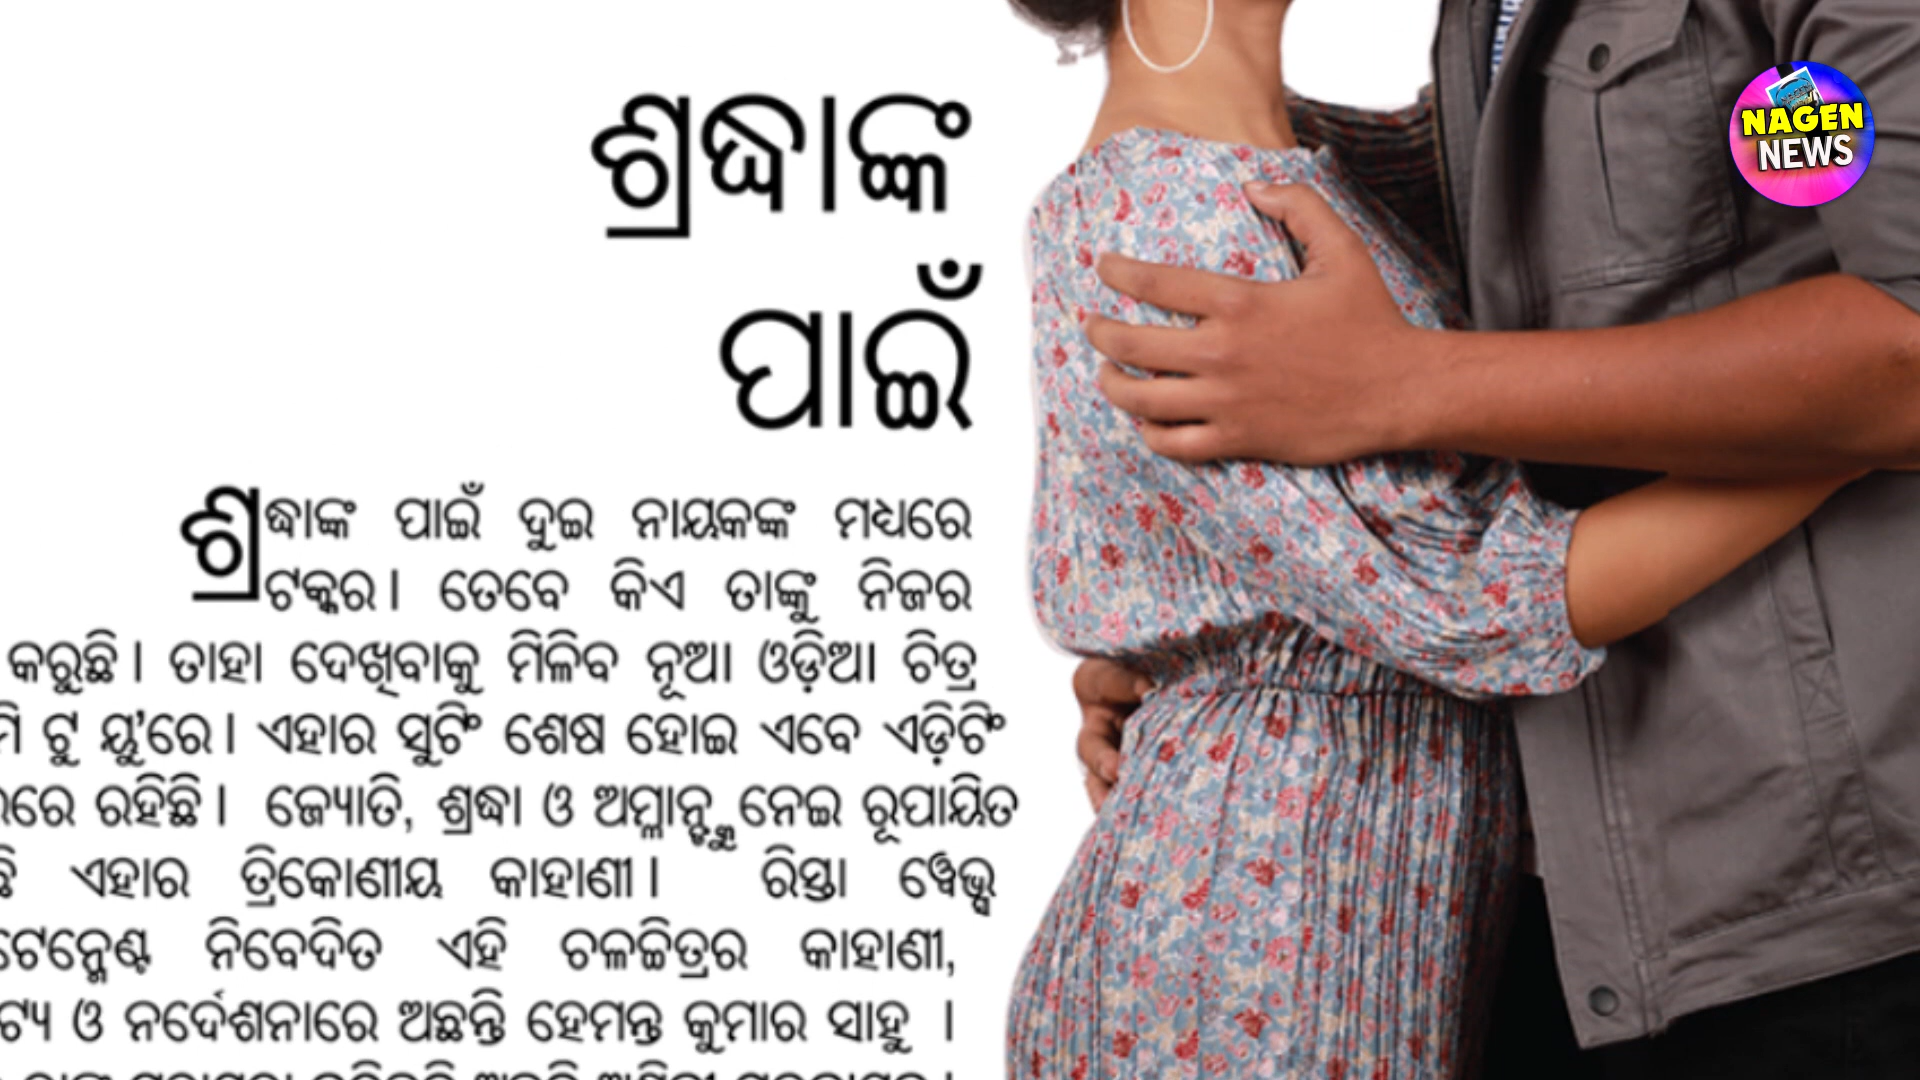 ଶ୍ରଦ୍ଧାଙ୍କ
ପାଇଁ
ଶ୍ରଦ୍ଧାଙ୍କ ପାଇଁ ଦୁଇ ନାୟକଙ୍କ ମଧ୍ୟରେ
ଟକ୍କର। ତେବେ କିଏ ତାଙ୍କୁ ନିଜର
କରୁଛି। ତାହା ଦେଖିବାକୁ ମିଳିବ ନୂଆ ଓଡ଼ିଆ ଚିତ୍ର
ଟୁ ୟୁ’ରେ। ଏହାର ସୁଟିଂ ଶେଷ ହୋଇ ଏବେ ଏଡ଼ିଟିଂ
ରହିଛି। ଜ୍ୟୋତି, ଶ୍ରଦ୍ଧା ଓ ଅମ୍ଳାନ୍ଙ୍କୁ ନେଇ ରୂପାୟିତ
ଏହାର ତ୍ରିକୋଣୀୟ କାହାଣୀ। ରିସ୍ତା ୱେଭ୍ସ
ନିବେଦିତ ଏହି ଚଳଚ୍ଚିତ୍ରର କାହାଣୀ,
ଓ ନର୍ଦେଶନାରେ ଅଛନ୍ତି ହେମନ୍ତ କୁମାର ସାହୁ ।
NAGEN
NEWS